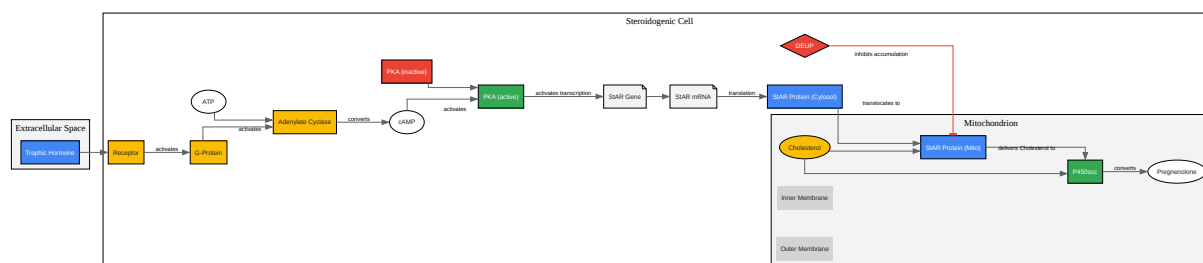 Steroidogenic Cell
DEUP
inhibits accumulation
PKA (inactive)
ATP
activates
PKA (active)
activates transcription
StAR Gene
StAR mRNA
translation
StAR Protein (Cytosol)
translocates to
Extracellular Space
Trophic Hormone
Receptor
activates
G-Protein
activates
Adenylate Cyclase
converts
cAMP
Mitochondrion
Cholesterol
StAR Protein (Mito)
delivers Cholesterol to
P450scc
converts
Pregnenolone
Inner Membrane
Outer Membrane